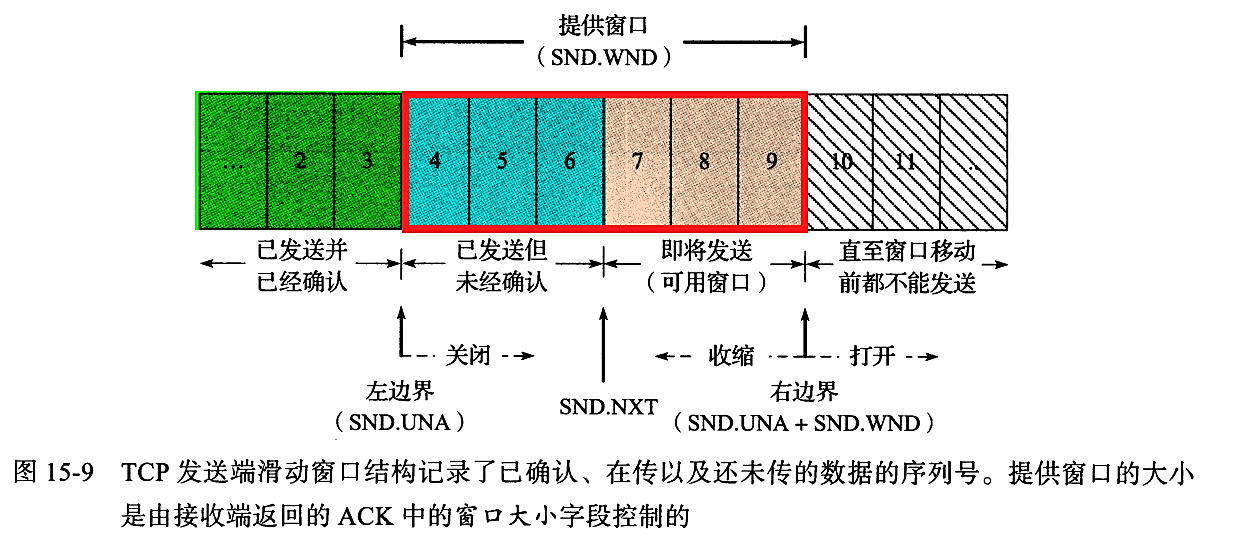 提供窗口
（SND.WND）
... 2 3 4 5 6 7 8 9 10 11 ..
已发送并
已经确认
已发送但
未经确认
即将发送
（可用窗口）
直至窗口移动
前都不能发送
关闭
收缩
打开
左边界
（SND.UNA）
SND.NXT
右边界
（SND.UNA + SND.WND）
图 15-9 TCP 发送端滑动窗口结构记录了已确认、在传以及还未传的数据的序列号。提供窗口的大小
是由接收端返回的 ACK 中的窗口大小字段控制的